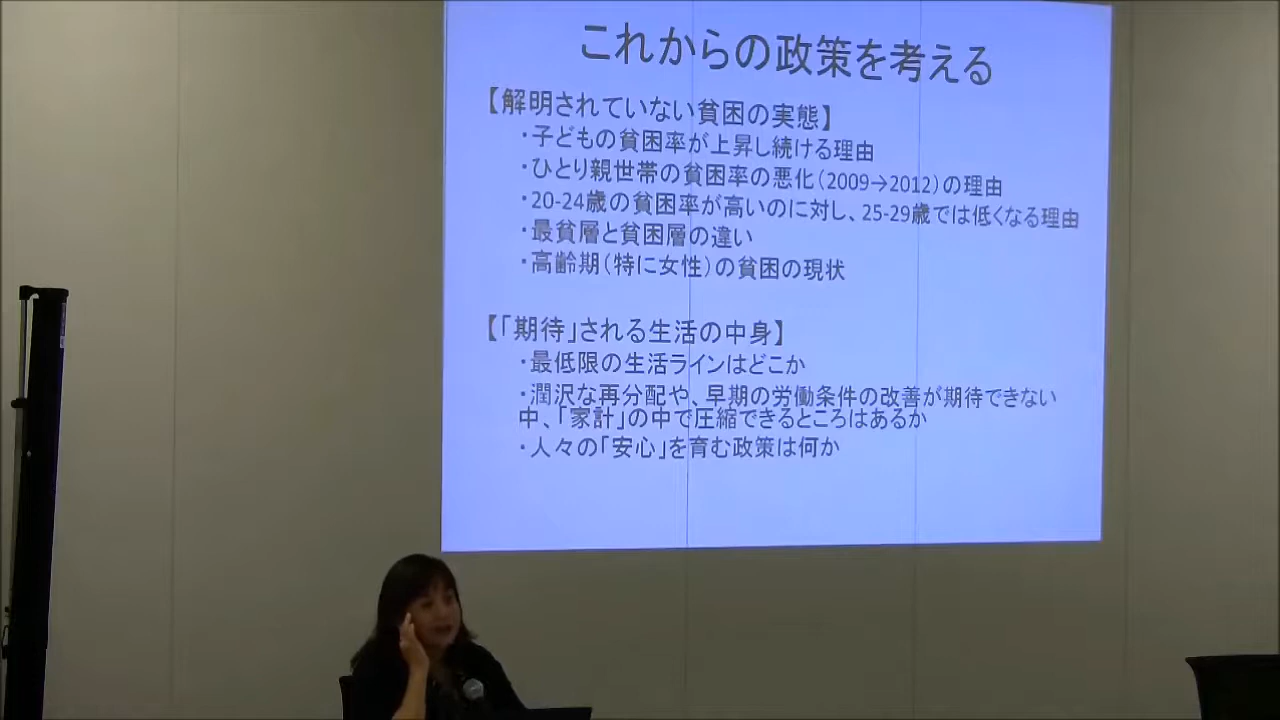 これからの政策を考える
【解明されていない貧困の実態】
・子どもの貧困率が上昇し続ける理由
・ひとり親世帯の貧困率の悪化(2009→2012)の理由
・20-24歳の貧困率が高いのに対し、25-29歳では低くなる理由
・最貧層と貧困層の違い
・高齢期(特に女性)の貧困の現状
【「期待」される生活の中身】
・最低限の生活ラインはどこか
・潤沢な再分配や、早期の労働条件の改善が期待できない
中、「家計」の中で圧縮できるところはあるか
・人々の「安心」を育む政策は何か